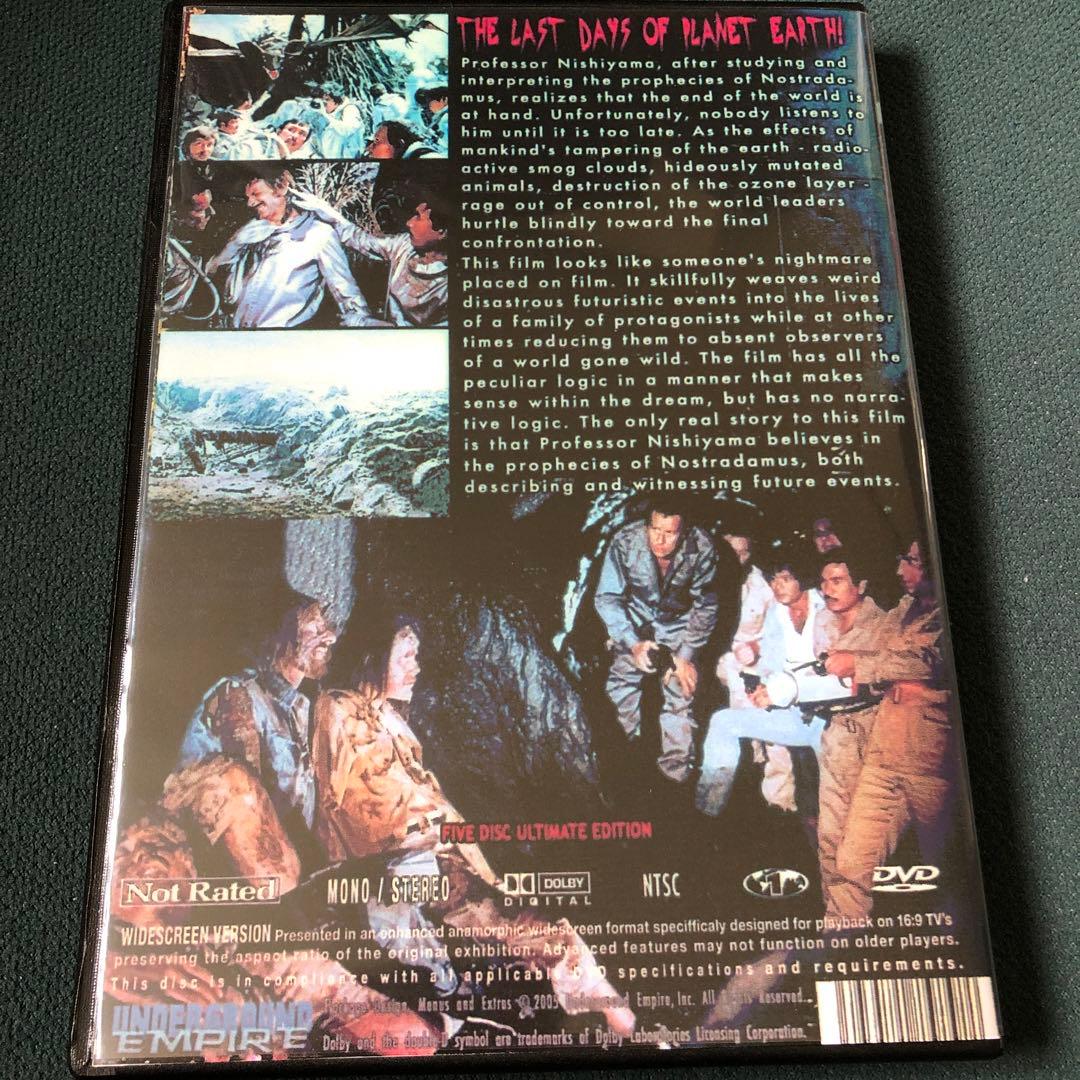 THE LAST DAYS OF PLANET EARTH!
Professor Nishiyama, after studying and
interpreting the prophecies of Nostrada-
mus, realizes that the end of the world is
at hand. Unfortunately, nobody listens to
him until it is too late. As the effects of
mankind's tampering of the earth - radio-
active smog clouds, hideously mutated
animals, destruction of the ozone layer -
rage out of control, the world leaders
hurtle blindly toward the final
confrontation.
This film looks like someone's nightmare
placed on film. It skillfully weaves weird
disastrous futuristic events into the lives
of a family of protagonists while at other
times reducing them to absent observers
of a world gone wild. The film has all the
peculiar logic in a manner that makes
sense within the dream, but has no narra-
tive logic. The only real story to this film
is that Professor Nishiyama believes in
the prophecies of Nostradamus, both
describing and witnessing future events.
FIVE DISC ULTIMATE EDITION
Not Rated MONO / STEREO DOLBY DIGITAL NTSC DVD
WIDESCREEN VERSION Presented in an enhanced anamorphic widescreen format speciffically designed for playback on 16:9 TV's
preserving the aspect ratio of the original exhibition. Advanced features may not function on older players.
This disc is in compliance with all applicable DVD specifications and requirements.
UNDERGROUND
EMPIRE
Package Design, Menus and Extras © 2005 Underground Empire, Inc. All Rights Reserved.
Dolby and the double-D symbol are trademarks of Dolby Laboratories Licensing Corporation.